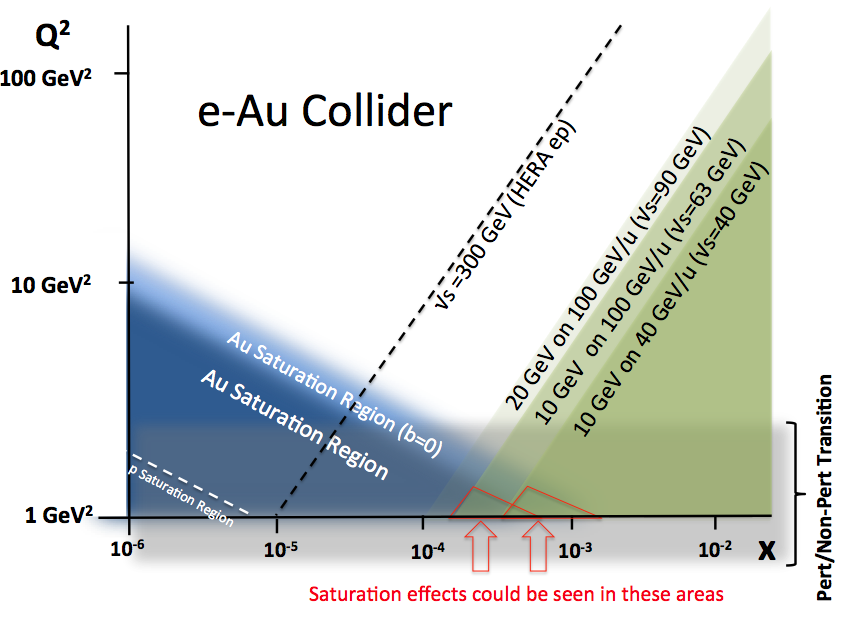 Q²
100 GeV²
e-Au Collider
√s =300 GeV (HERA ep)
20 GeV on 100 GeV/u (√s=90 GeV)
10 GeV on 100 GeV/u (√s=63 GeV)
10 GeV on 40 GeV/u (√s=40 GeV)
10 GeV²
Au Saturation Region (b=0)
Au Saturation Region
p Saturation Region
Pert/Non-Pert Transition
1 GeV²
10⁻⁶
10⁻⁵
10⁻⁴
10⁻³
10⁻²
x
Saturation effects could be seen in these areas